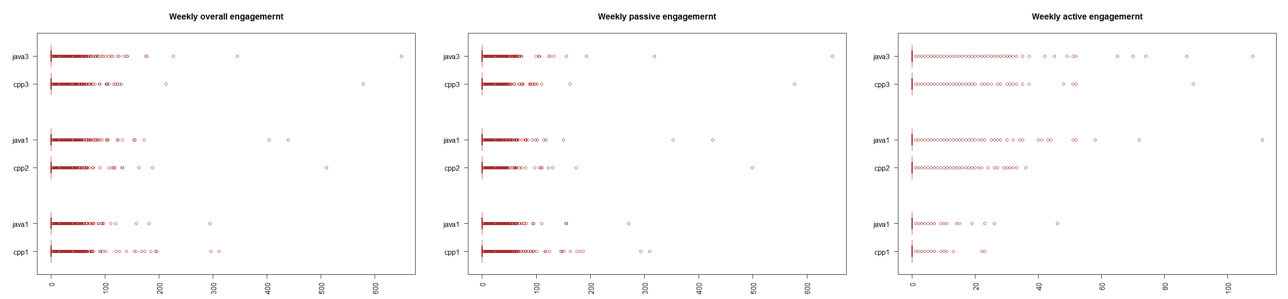 Weekly overall engagemernt
java3
cpp3
java1
cpp2
java1
cpp1
0
100
200
300
400
500
600
Weekly passive engagemernt
java3
cpp3
java1
cpp2
java1
cpp1
0
100
200
300
400
500
600
Weekly active engagemernt
java3
cpp3
java1
cpp2
java1
cpp1
0
20
40
60
80
100